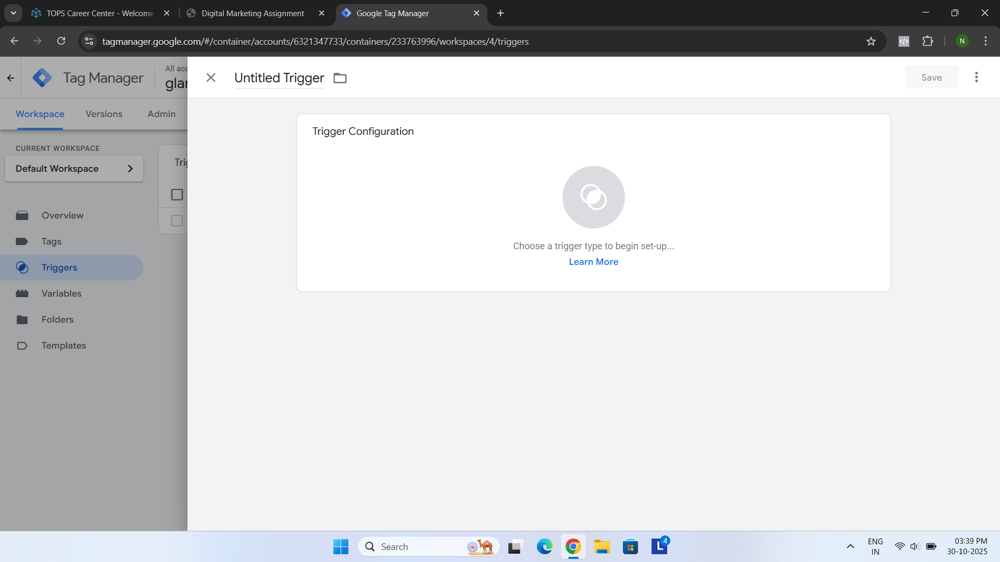 TOPS Career Center - Welcome
Digital Marketing Assignment
Google Tag Manager
tagmanager.google.com/#/container/accounts/6321347733/containers/233763996/workspaces/4/triggers
N
Tag Manager
All acc
glan
Untitled Trigger
Save
Workspace
Versions
Admin
Trigger Configuration
CURRENT WORKSPACE
Default Workspace
Trig
Choose a trigger type to begin set-up...
Learn More
Overview
Tags
Triggers
Variables
Folders
Templates
Search
L
4
ENG
IN
03:39 PM
30-10-2025